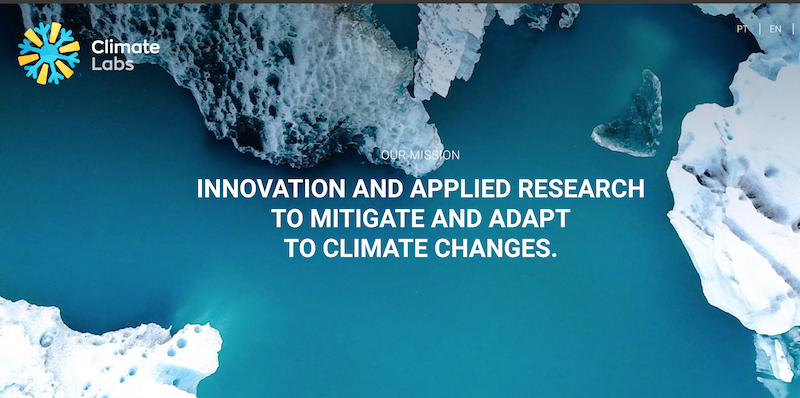 Climate
Labs
PT | EN |
OUR MISSION
INNOVATION AND APPLIED RESEARCH
TO MITIGATE AND ADAPT
TO CLIMATE CHANGES.